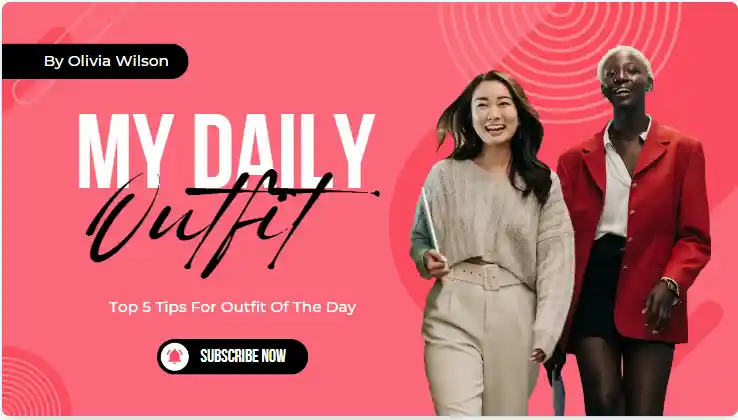 By Olivia Wilson
MY DAILY
Outfit
Top 5 Tips For Outfit Of The Day
SUBSCRIBE NOW